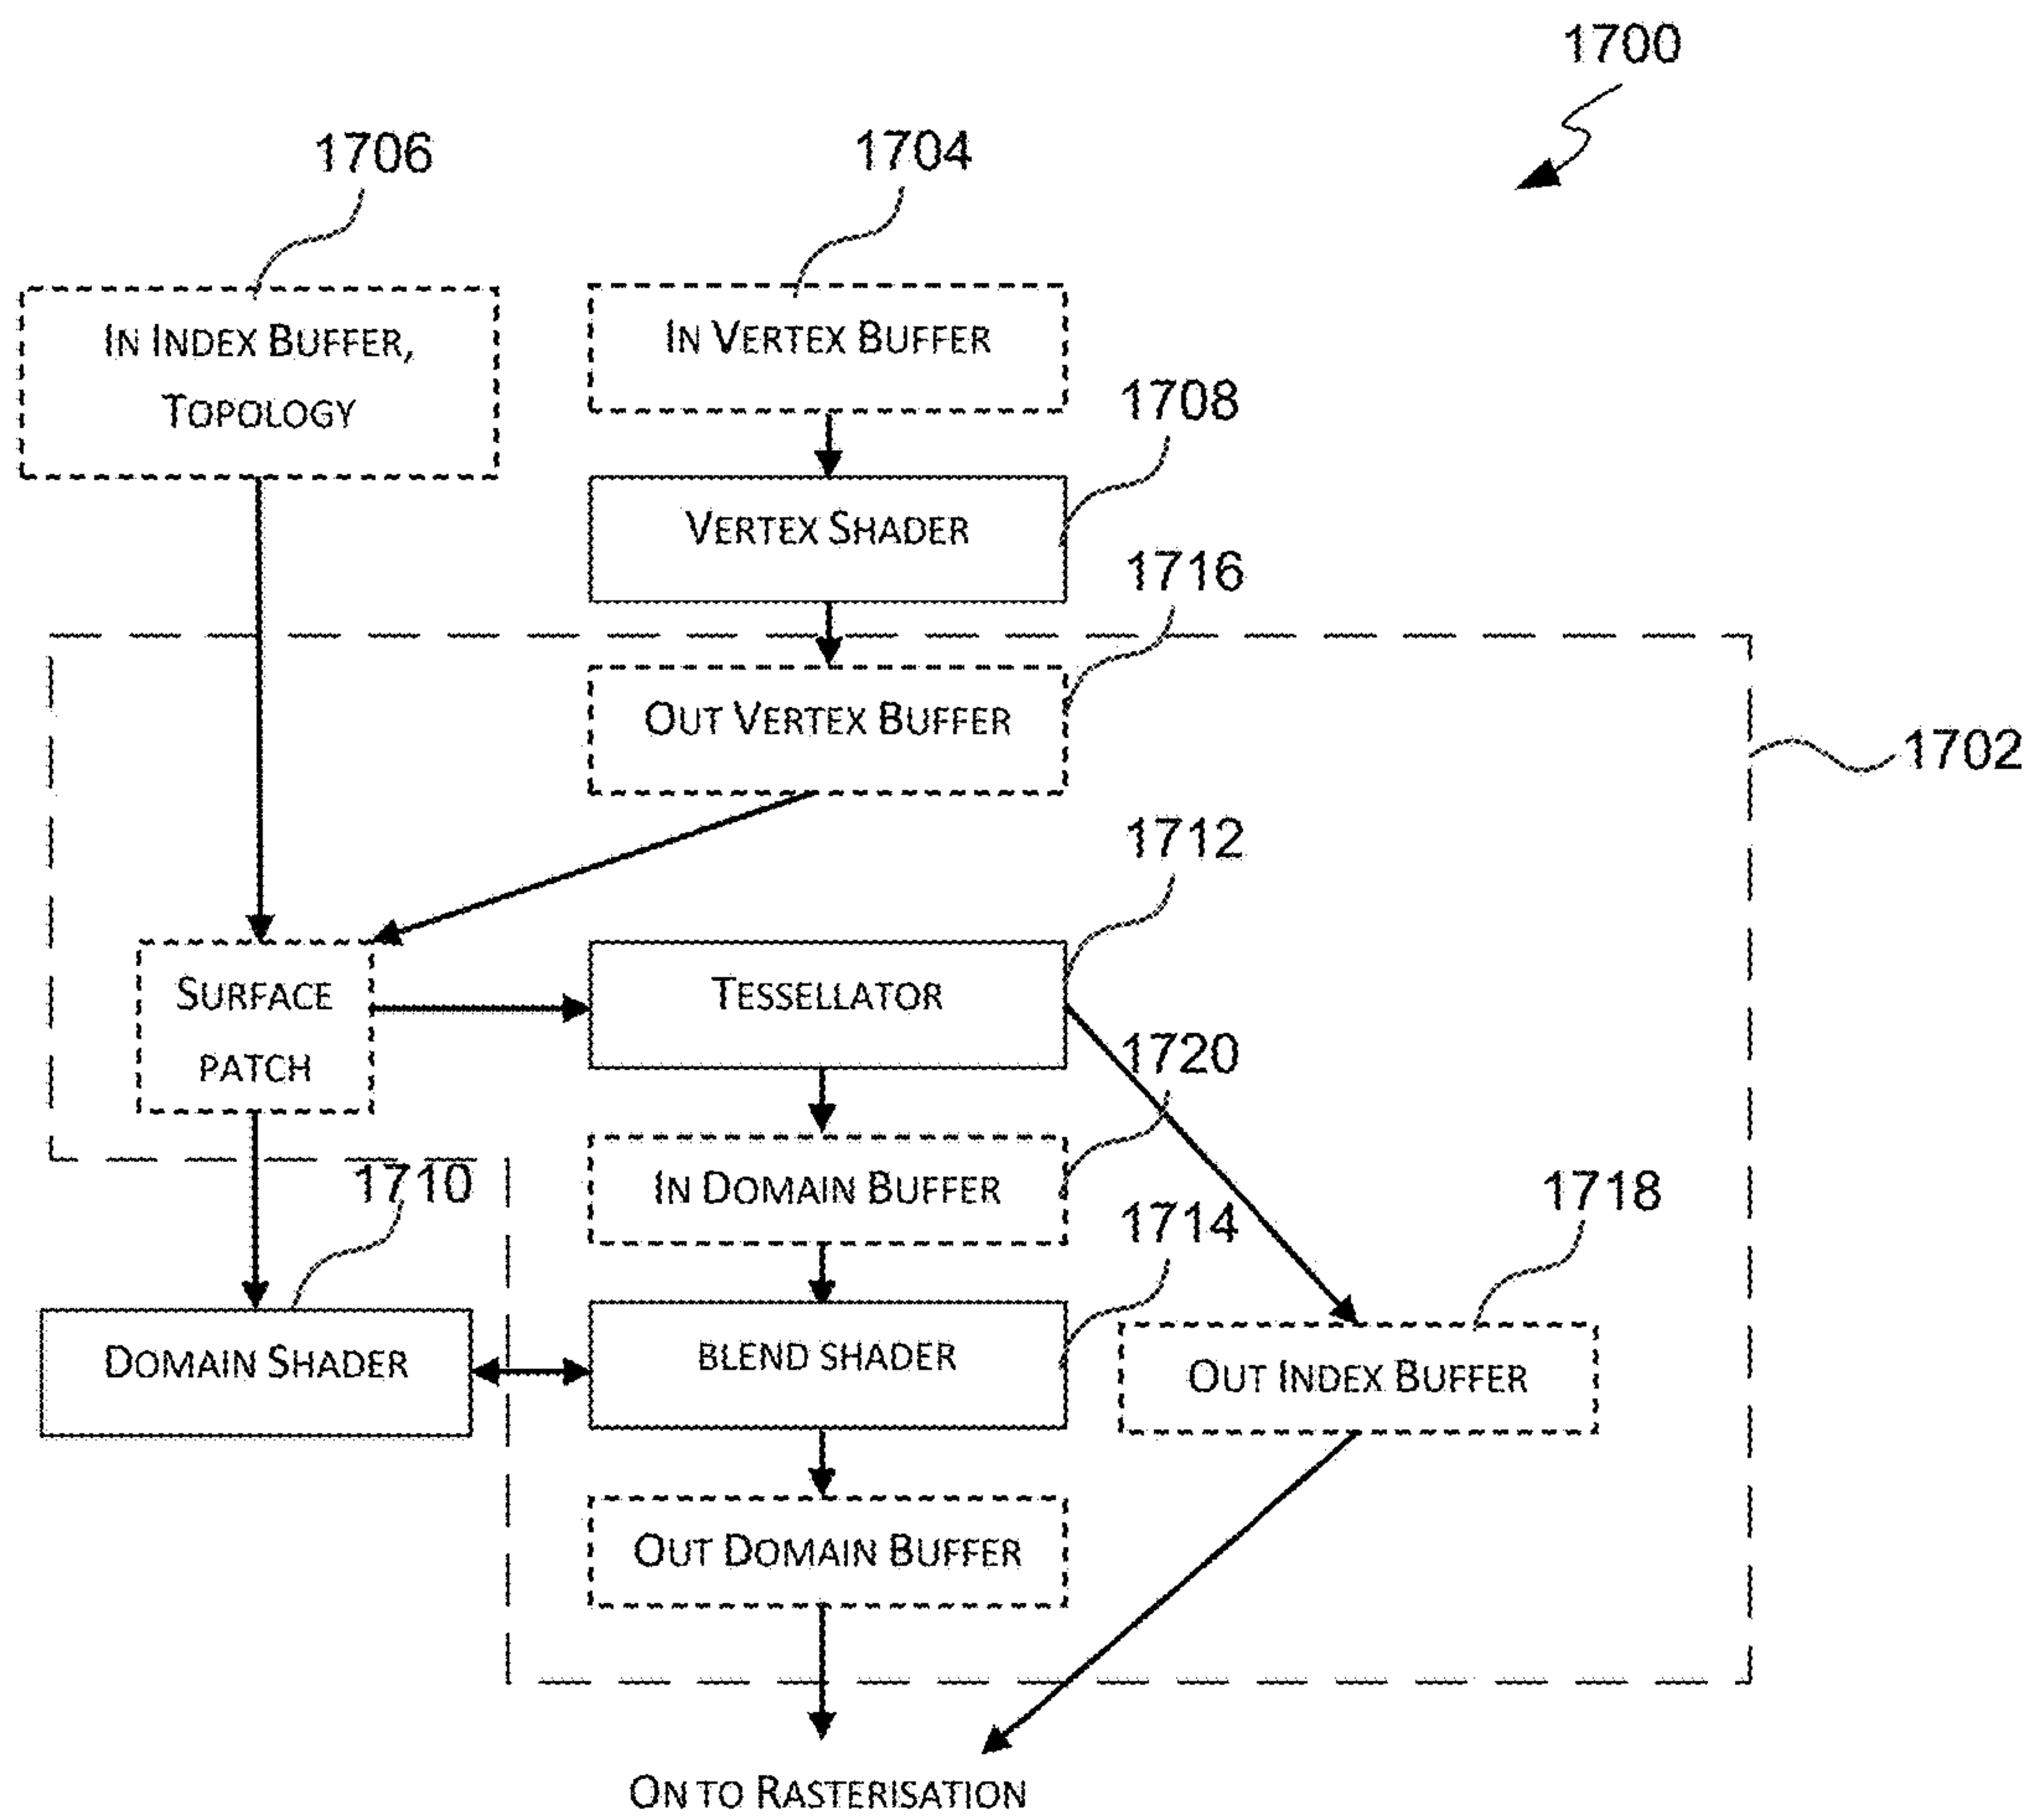 1700
1706
1704
IN INDEX BUFFER,
TOPOLOGY
IN VERTEX BUFFER
1708
VERTEX SHADER
1716
OUT VERTEX BUFFER
1702
1712
SURFACE
PATCH
TESSELLATOR
1720
IN DOMAIN BUFFER
1710
1714
1718
DOMAIN SHADER
BLEND SHADER
OUT INDEX BUFFER
OUT DOMAIN BUFFER
ON TO RASTERISATION